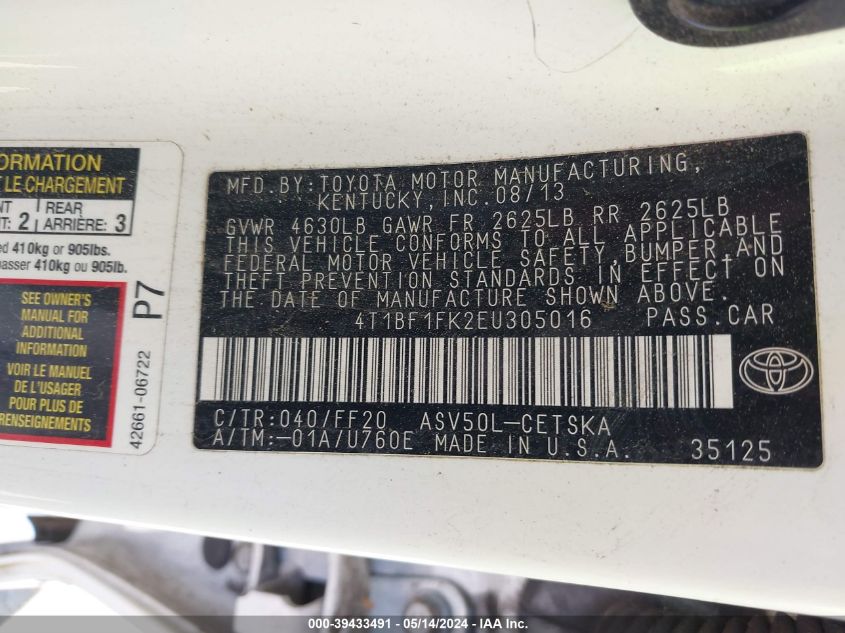 ORMATION
LE CHARGEMENT
NT
T: 2
REAR
ARRIÈRE: 3
ed 410kg or 905lbs.
passer 410kg ou 905lb.
SEE OWNER'S
MANUAL FOR
ADDITIONAL
INFORMATION
VOIR LE MANUEL
DE L'USAGER
POUR PLUS DE
RENSEIGNEMENTS
P7
42661-06722
MFD.BY:TOYOTA MOTOR MANUFACTURING,
KENTUCKY,INC.08/13
GVWR 4630LB GAWR FR 2625LB RR 2625LB
THIS VEHICLE CONFORMS TO ALL APPLICABLE
FEDERAL MOTOR VEHICLE SAFETY,BUMPER,AND
THEFT PREVENTION STANDARDS IN EFFECT ON
THE DATE OF MANUFACTURE SHOWN ABOVE.
4T1BF1FK2EU305016 PASS.CAR
C/TR:040/FF20 ASV50L-CETSKA
A/TM:-01A/U760E MADE IN U.S.A. 35125
000-39433491 - 05/14/2024 - IAA, Inc.